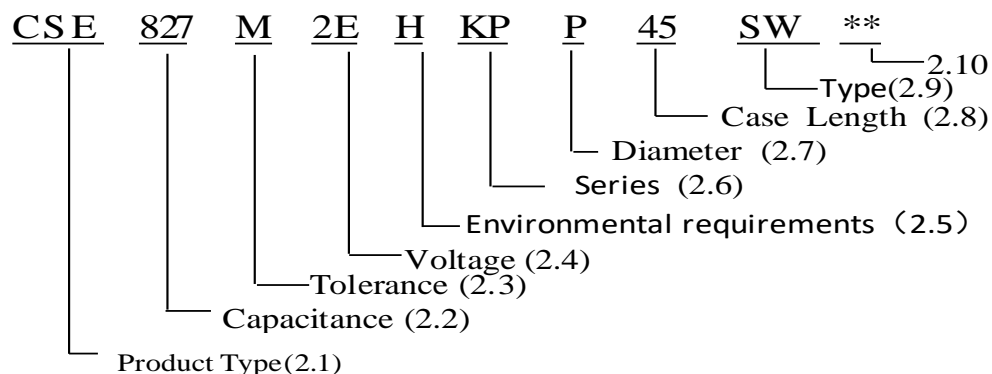 CSE 827 M 2E H KP P 45 SW **
2.10
Type(2.9)
Case Length (2.8)
Diameter (2.7)
Series (2.6)
Environmental requirements（2.5）
Voltage (2.4)
Tolerance (2.3)
Capacitance (2.2)
Product Type(2.1)